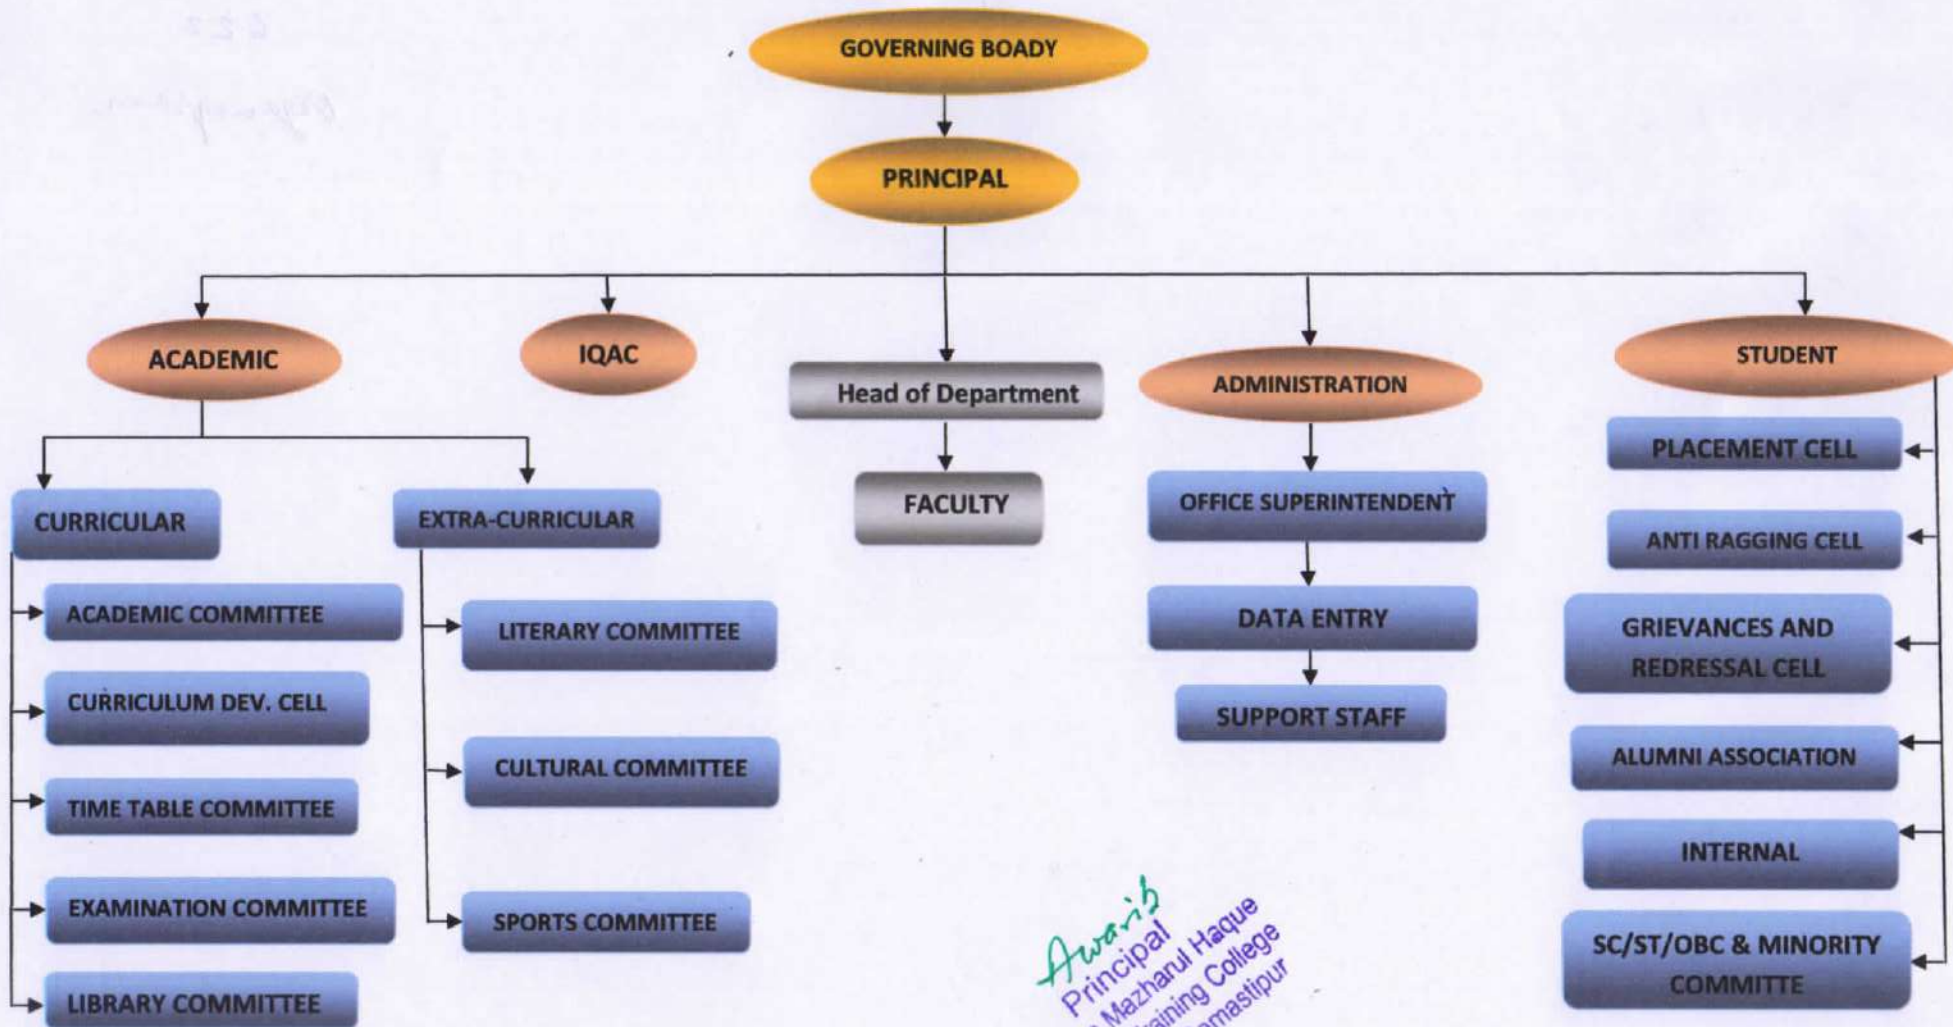 GOVERNING BOADY
PRINCIPAL
ACADEMIC
IQAC
Head of Department
ADMINISTRATION
STUDENT
FACULTY
CURRICULAR
EXTRA-CURRICULAR
ACADEMIC COMMITTEE
CURRICULUM DEV. CELL
TIME TABLE COMMITTEE
EXAMINATION COMMITTEE
LIBRARY COMMITTEE
LITERARY COMMITTEE
CULTURAL COMMITTEE
SPORTS COMMITTEE
OFFICE SUPERINTENDENT
DATA ENTRY
SUPPORT STAFF
PLACEMENT CELL
ANTI RAGGING CELL
GRIEVANCES AND
REDRESSAL CELL
ALUMNI ASSOCIATION
INTERNAL
SC/ST/OBC & MINORITY
COMMITTE
Principal
Mazharul Haque
College